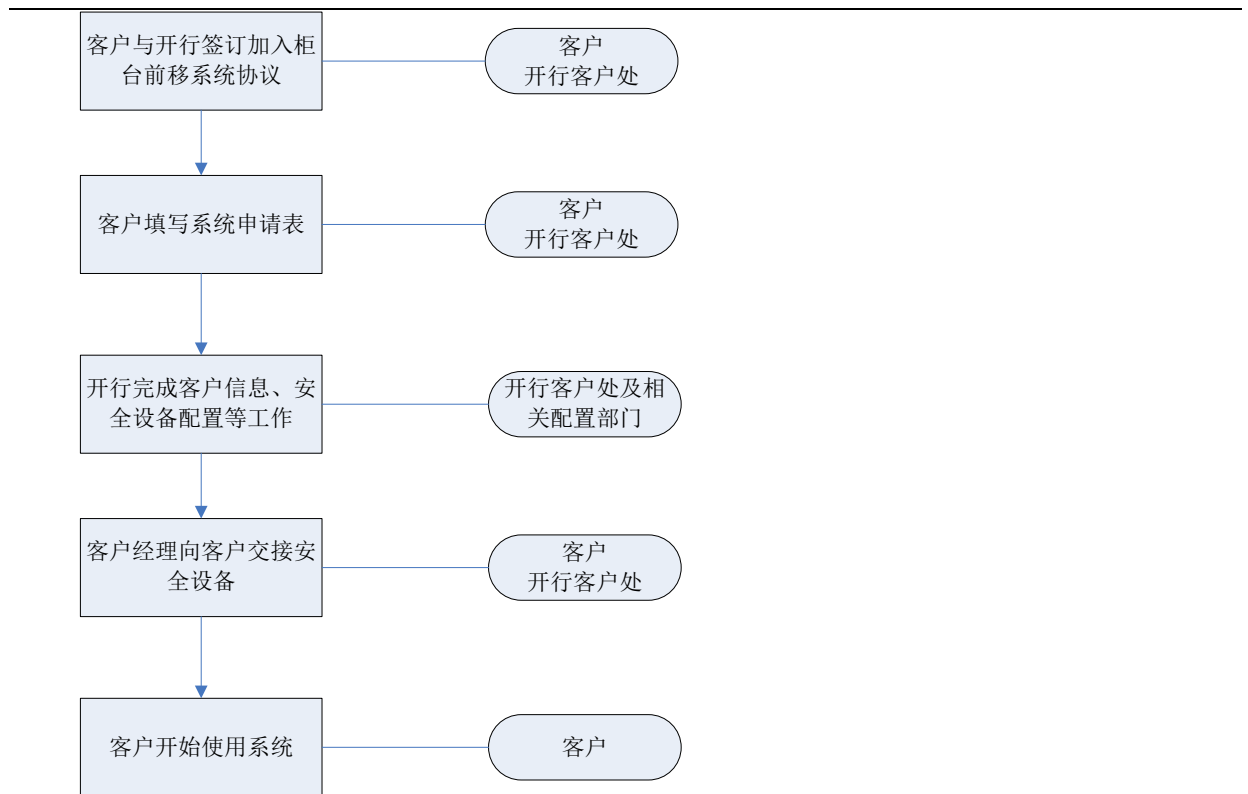 客户与开行签订加入柜
台前移系统协议
客户
开行客户处
客户填写系统申请表
客户
开行客户处
开行完成客户信息、安
全设备配置等工作
开行客户处及相
关配置部门
客户经理向客户交接安
全设备
客户
开行客户处
客户开始使用系统
客户